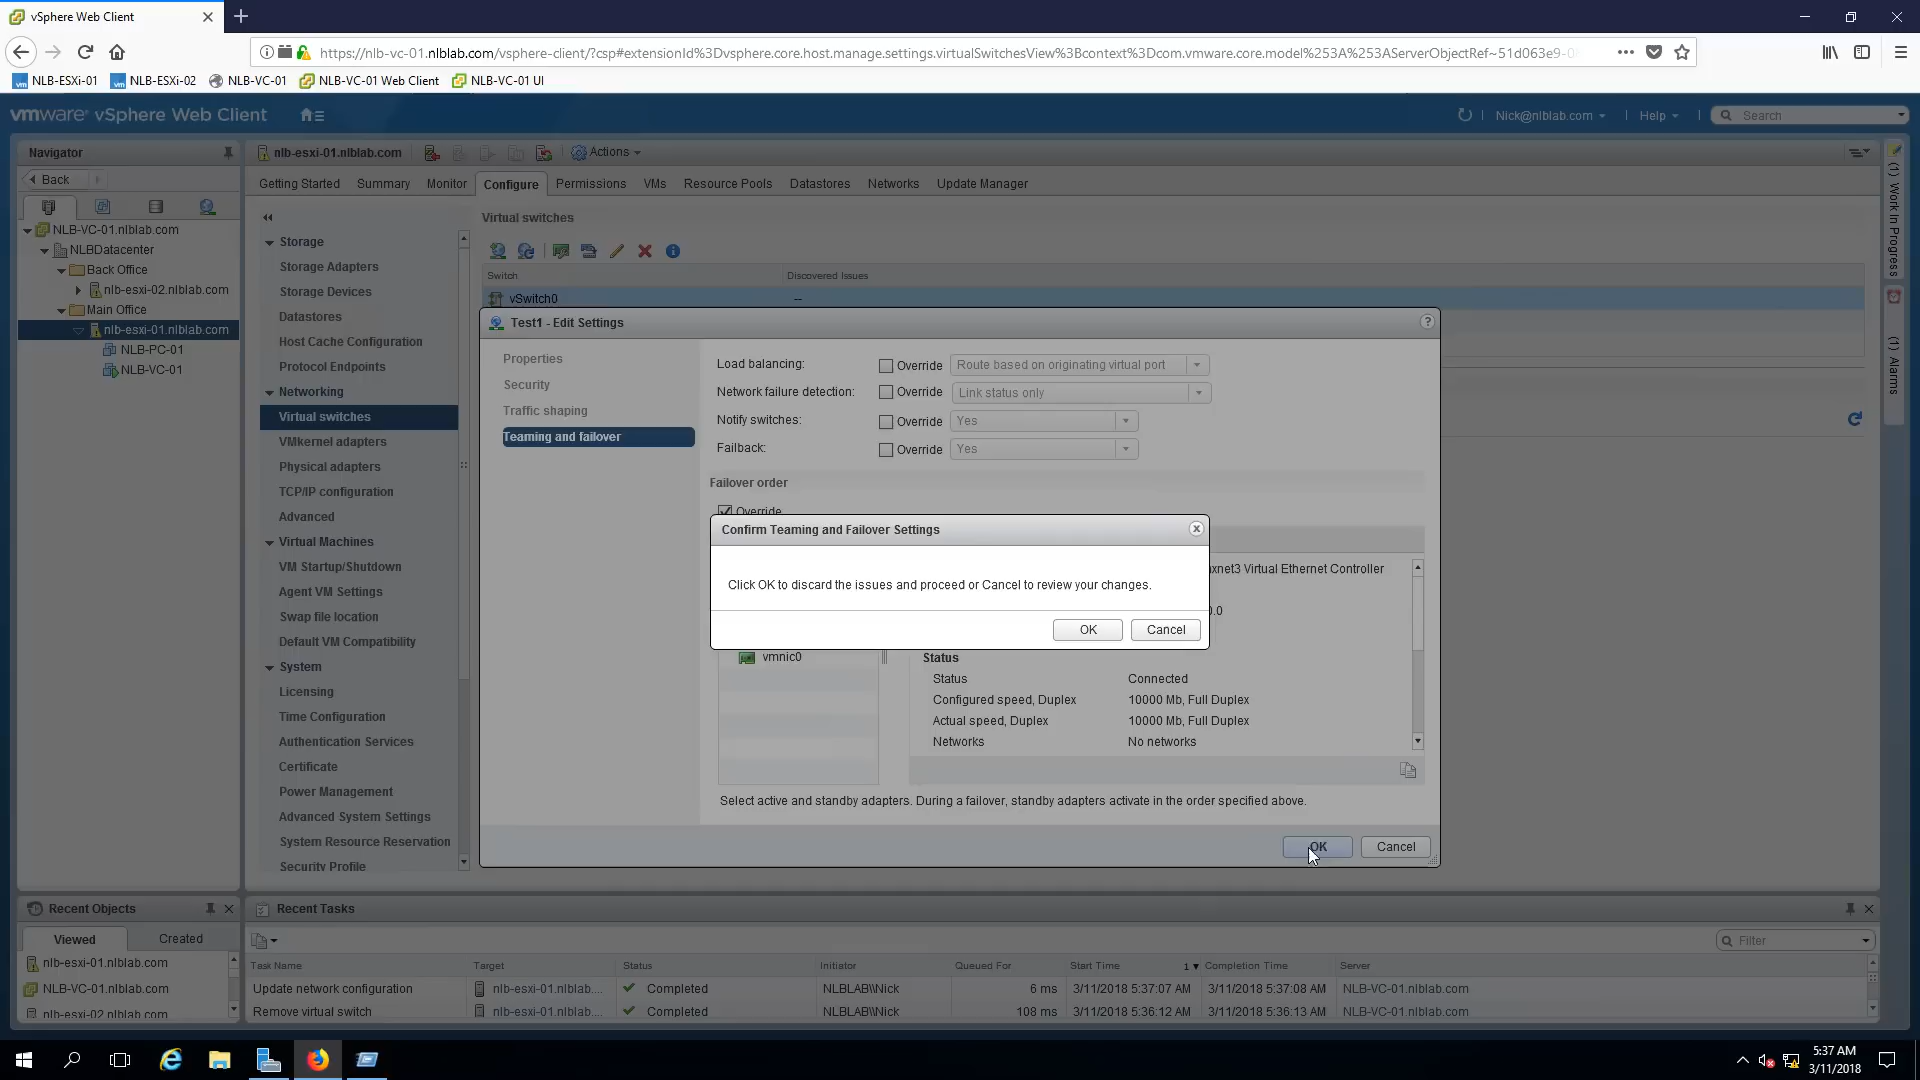 vSphere Web Client
https://nlb-vc-01.nlblab.com/vsphere-client/?csp#extensionId%3Dvsphere.core.host.manage.settings.virtualSwitchesView%3Bcontext%3Dcom.vmware.core.model%253A%253AServerObjectRef~51d063e9-0
NLB-ESXi-01 NLB-ESXi-02 NLB-VC-01 NLB-VC-01 Web Client NLB-VC-01 UI
vmware® vSphere Web Client
Nick@nlblab.com Help Search
Navigator
Back
NLB-VC-01.nlblab.com
NLBDatacenter
Back Office
nlb-esxi-02.nlblab.com
Main Office
nlb-esxi-01.nlblab.com
NLB-PC-01
NLB-VC-01
nlb-esxi-01.nlblab.com Actions
Getting Started Summary Monitor Configure Permissions VMs Resource Pools Datastores Networks Update Manager
Storage
Storage Adapters
Storage Devices
Datastores
Host Cache Configuration
Protocol Endpoints
Networking
Virtual switches
VMkernel adapters
Physical adapters
TCP/IP configuration
Advanced
Virtual Machines
VM Startup/Shutdown
Agent VM Settings
Swap file location
Default VM Compatibility
System
Licensing
Time Configuration
Authentication Services
Certificate
Power Management
Advanced System Settings
System Resource Reservation
Security Profile
Virtual switches
Switch Discovered Issues
vSwitch0 --
Test1 - Edit Settings
Properties
Security
Traffic shaping
Teaming and failover
Load balancing: Override Route based on originating virtual port
Network failure detection: Override Link status only
Notify switches: Override Yes
Failback: Override Yes
Failover order
Override
Confirm Teaming and Failover Settings
Click OK to discard the issues and proceed or Cancel to review your changes.
OK Cancel
xnet3 Virtual Ethernet Controller
0.0
vmnic0
Status
Status Connected
Configured speed, Duplex 10000 Mb, Full Duplex
Actual speed, Duplex 10000 Mb, Full Duplex
Networks No networks
Select active and standby adapters. During a failover, standby adapters activate in the order specified above.
OK Cancel
(1) Work In Progress
(1) Alarms
Recent Objects
Viewed Created
nlb-esxi-01.nlblab.com
NLB-VC-01.nlblab.com
nlb-esxi-02.nlblab.com
Recent Tasks
Filter
Task Name Target Status Initiator Queued For Start Time 1 Completion Time Server
Update network configuration nlb-esxi-01.nlblab.... Completed NLBLAB\\Nick 6 ms 3/11/2018 5:37:07 AM 3/11/2018 5:37:08 AM NLB-VC-01.nlblab.com
Remove virtual switch nlb-esxi-01.nlblab.... Completed NLBLAB\\Nick 108 ms 3/11/2018 5:36:12 AM 3/11/2018 5:36:13 AM NLB-VC-01.nlblab.com
5:37 AM
3/11/2018